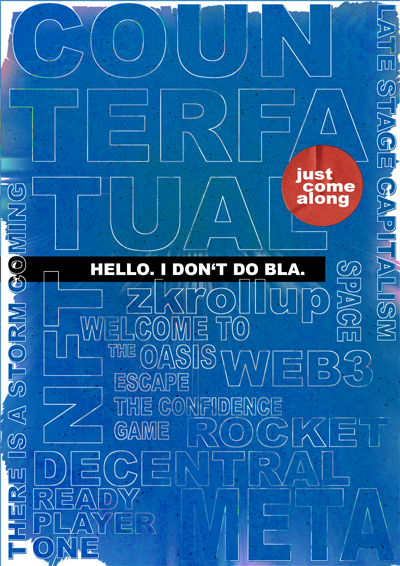 COUN
TERFA
TUAL
LATE STAGE CAPITALISM
just
come
along
HELLO. I DON'T DO BLA.
THERE IS A STORM COMING
NFT
zkrollup
SPACE
WELCOME TO
THE OASIS
WEB3
ESCAPE
THE CONFIDENCE
GAME
ROCKET
DECENTRAL
READY
PLAYER
ONE
META